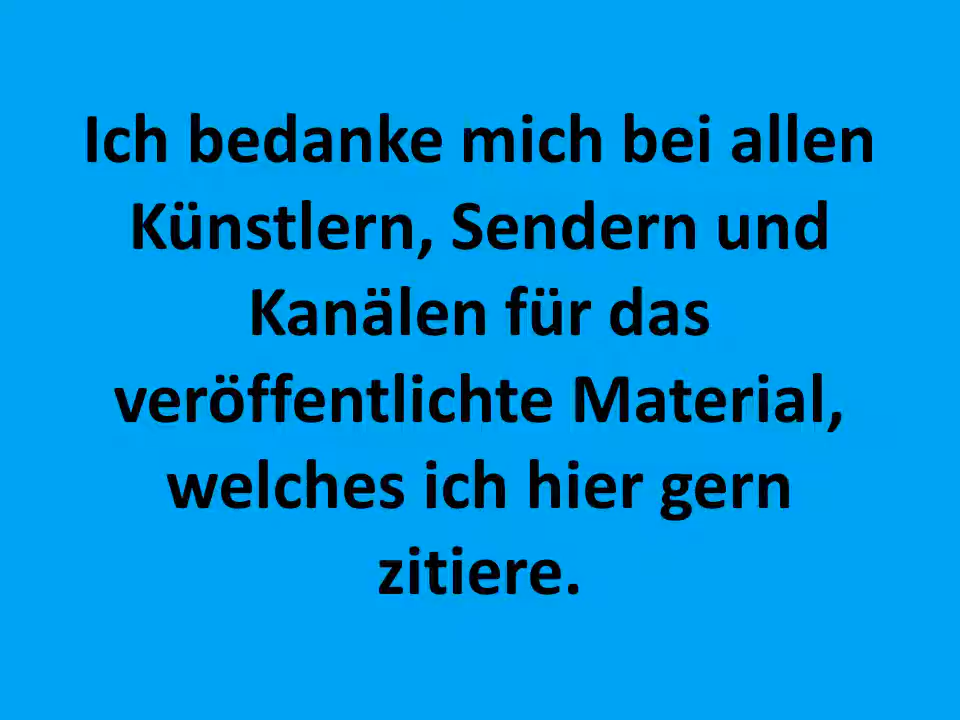 Ich bedanke mich bei allen
Künstlern, Sendern und
Kanälen für das
veröffentlichte Material,
welches ich hier gern
zitiere.